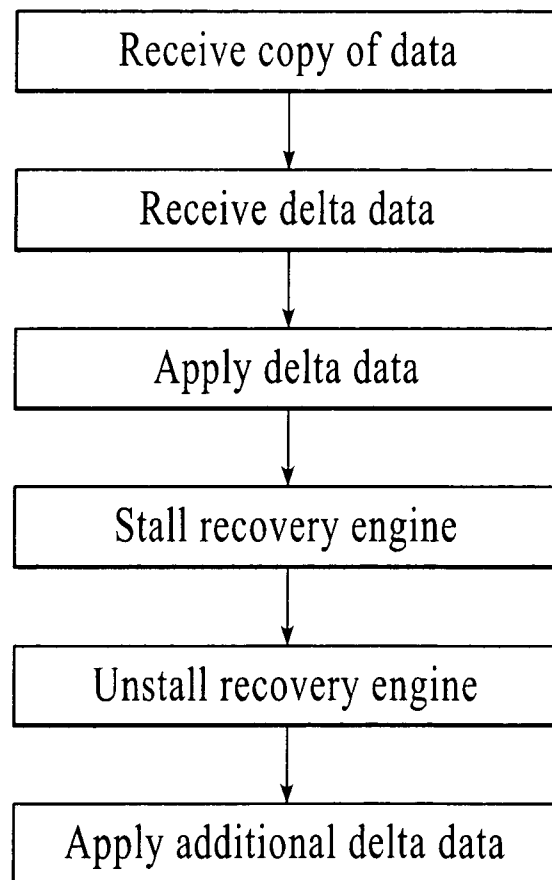 Receive copy of data
Receive delta data
Apply delta data
Stall recovery engine
Unstall recovery engine
Apply additional delta data